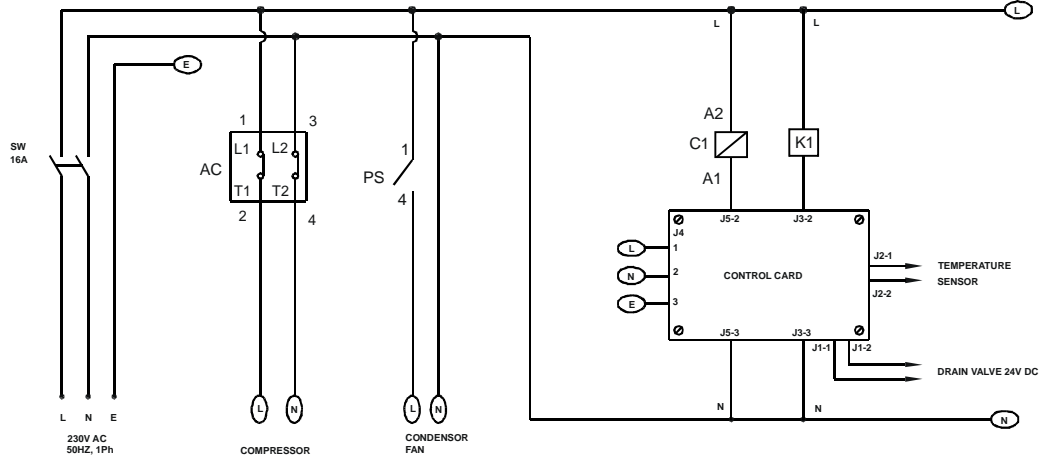 L
L
L
E
1
3
A2
SW
16A
L1
L2
C1
K1
AC
1
PS
T1
T2
A1
2
4
4
J5-2
J3-2
J4
L
1
J2-1
TEMPERATURE
SENSOR
N
2
CONTROL CARD
J2-2
E
3
J5-3
J3-3
J1-1
J1-2
DRAIN VALVE 24V DC
L
N
E
L
N
L
N
N
N
N
230V AC
50HZ, 1Ph
COMPRESSOR
CONDENSOR
FAN